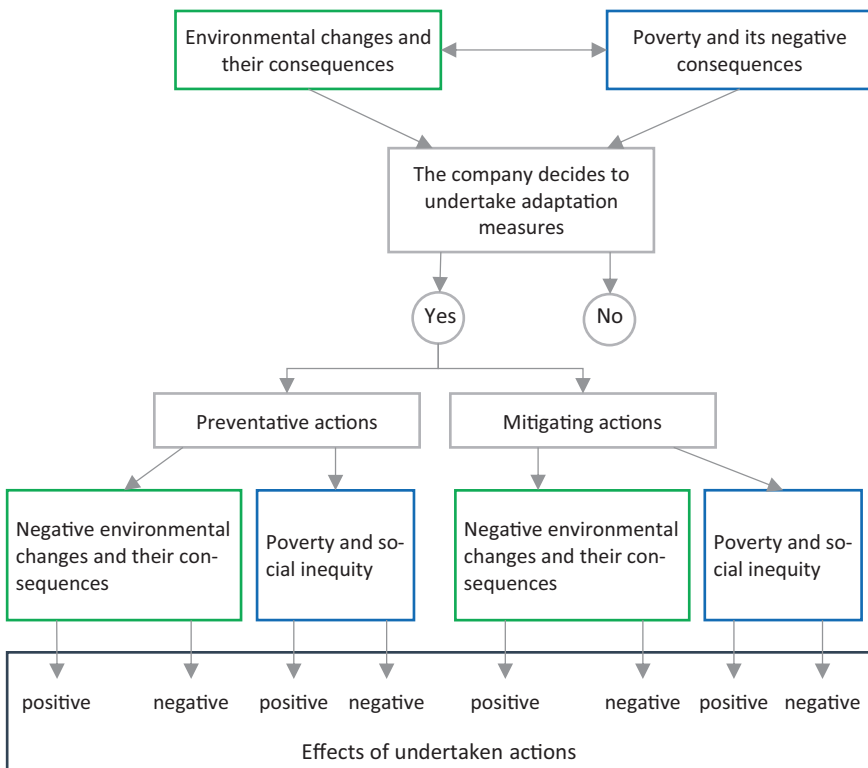 Environmental changes and
their consequences
Poverty and its negative
consequences
The company decides to
undertake adaptation
measures
Yes
No
Preventative actions
Mitigating actions
Negative environmental
changes and their con-
sequences
Poverty and so-
cial inequity
Negative environmental
changes and their con-
sequences
Poverty and so-
cial inequity
positive
negative
positive
negative
positive
negative
positive
negative
Effects of undertaken actions